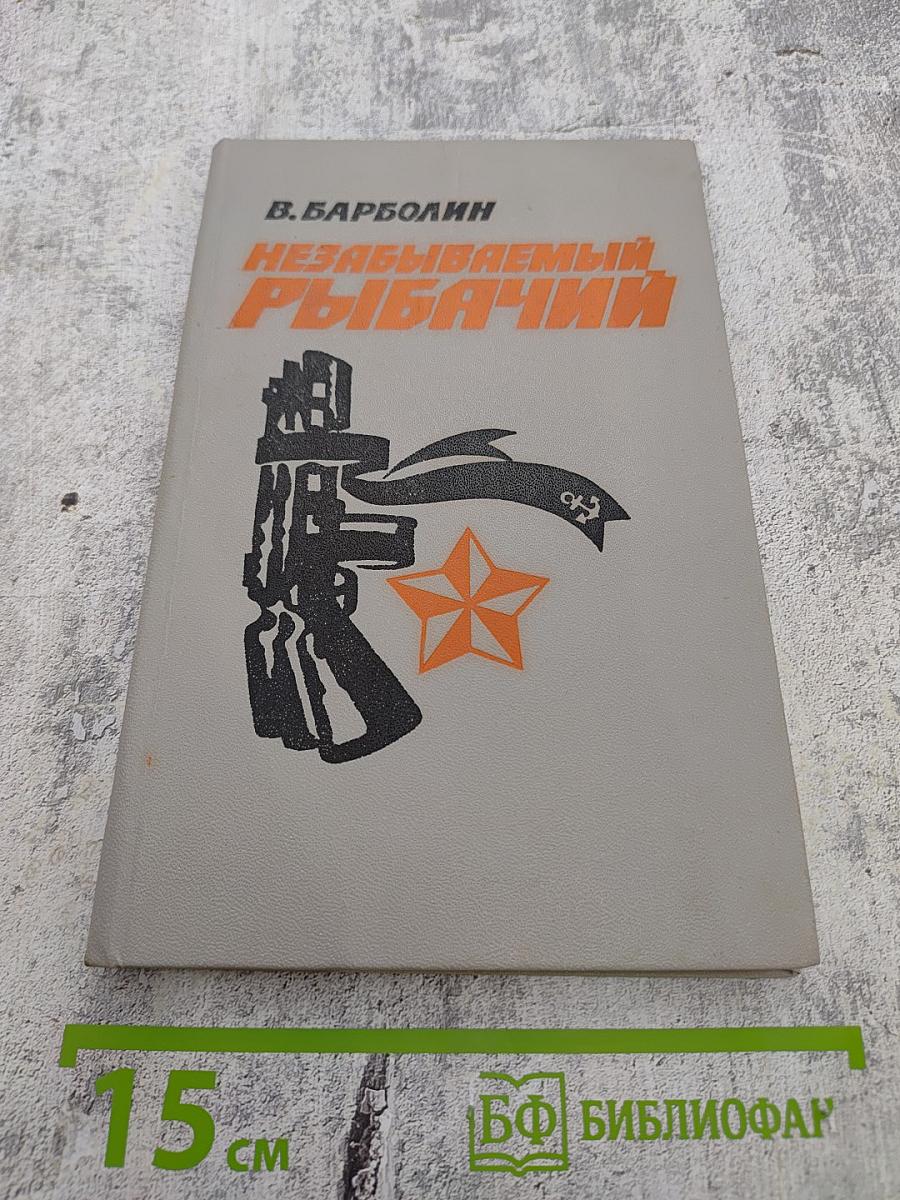 В. БАРБОЛИН
НЕЗАБЫВАЕМЫЙ
РЫБАЧИЙ
15 см
БФ БИБЛИОФАН